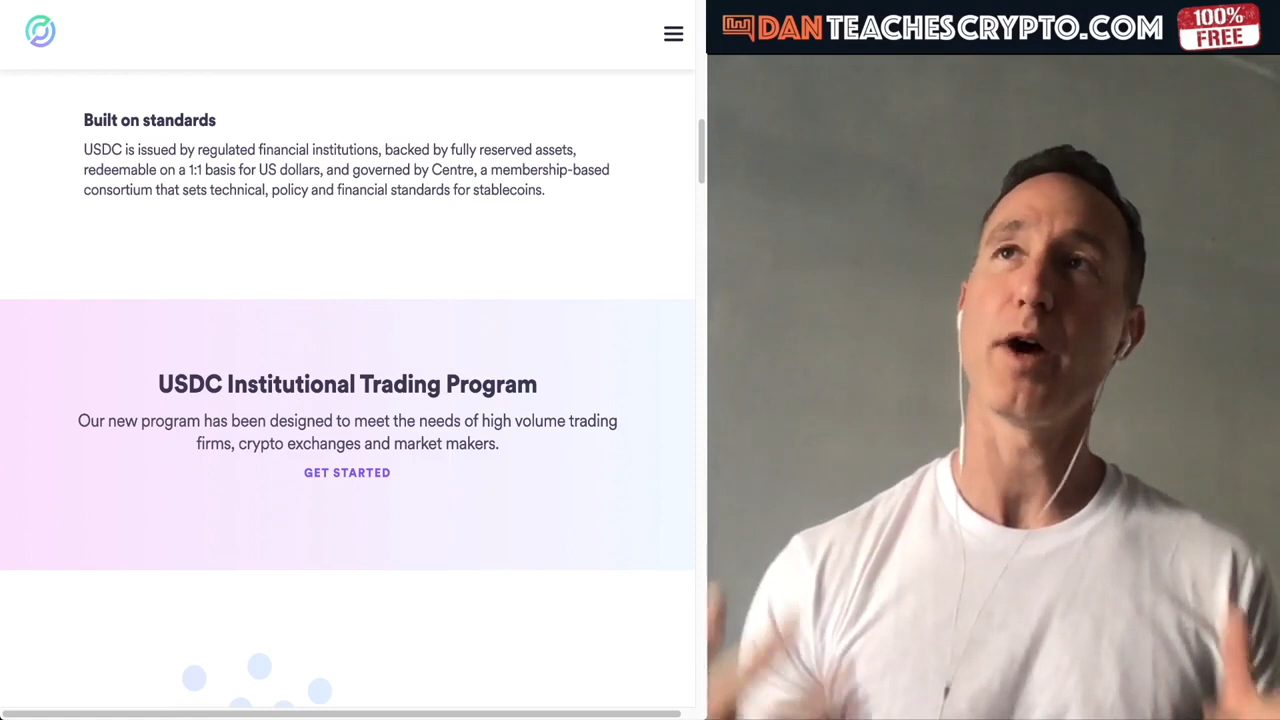 DAN TEACHESCRYPTO.COM
100%
FREE
Built on standards
USDC is issued by regulated financial institutions, backed by fully reserved assets,
redeemable on a 1:1 basis for US dollars, and governed by Centre, a membership-based
consortium that sets technical, policy and financial standards for stablecoins.
USDC Institutional Trading Program
Our new program has been designed to meet the needs of high volume trading
firms, crypto exchanges and market makers.
GET STARTED